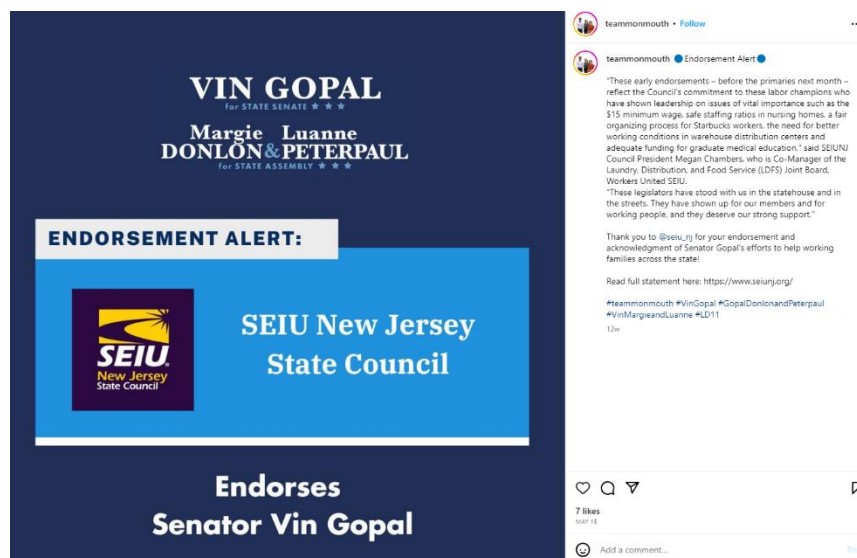 VIN GOPAL
for STATE SENATE ★ ★ ★
Margie Luanne
DONLON & PETERPAUL
for STATE ASSEMBLY ★ ★ ★
ENDORSEMENT ALERT:
SEIU
New Jersey
State Council
SEIU New Jersey
State Council
Endorses
Senator Vin Gopal
teammonmouth • Follow
teammonmouth 🔵Endorsement Alert🔵
"These early endorsements – before the primaries next month –
reflect the Council's commitment to these labor champions who
have shown leadership on issues of vital importance such as the
$15 minimum wage, safe staffing ratios in nursing homes, a fair
organizing process for Starbucks workers, the need for better
working conditions in warehouse distribution centers and
adequate funding for graduate medical education," said SEIUNJ
Council President Megan Chambers, who is Co-Manager of the
Laundry, Distribution, and Food Service (LDFS) Joint Board,
Workers United SEIU.
"These legislators have stood with us in the statehouse and in
the streets. They have shown up for our members and for
working people, and they deserve our strong support."
Thank you to @seiu_nj for your endorsement and
acknowledgment of Senator Gopal's efforts to help working
families across the state!
Read full statement here: https://www.seiunj.org/
#teammonmouth #VinGopal #GopalDonlonandPeterpaul
#VinMargieandLuanne #LD11
12w
7 likes
Add a comment...